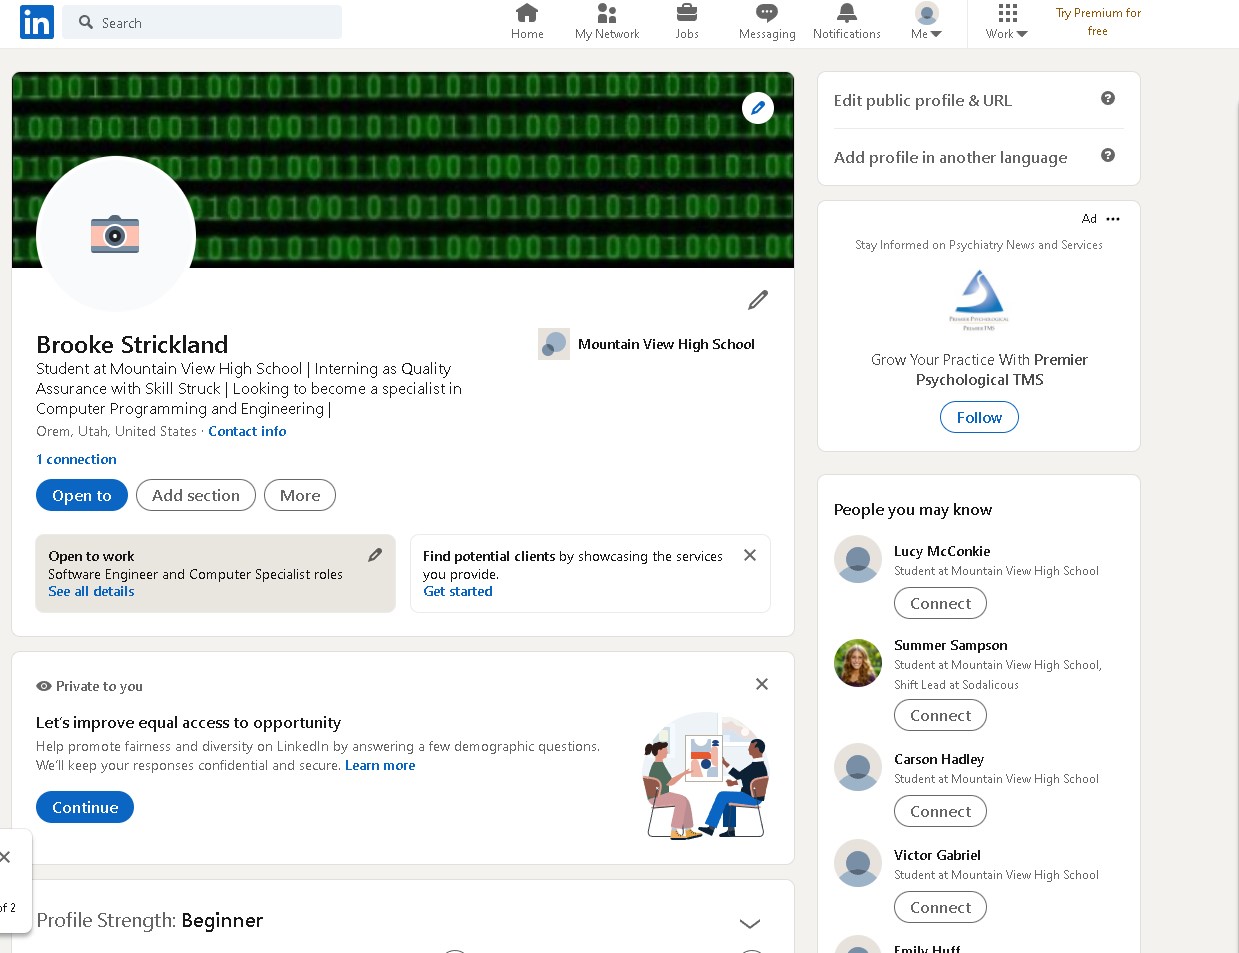 in
Search
Home
My Network
Jobs
Messaging
Notifications
Me
Work
Try Premium for
free
Brooke Strickland
Student at Mountain View High School | Interning as Quality
Assurance with Skill Struck | Looking to become a specialist in
Computer Programming and Engineering |
Orem, Utah, United States · Contact info
1 connection
Mountain View High School
Open to
Add section
More
Open to work
Software Engineer and Computer Specialist roles
See all details
Find potential clients by showcasing the services
you provide.
Get started
Private to you
Let's improve equal access to opportunity
Help promote fairness and diversity on LinkedIn by answering a few demographic questions.
We'll keep your responses confidential and secure. Learn more
Continue
of 2
Profile Strength: Beginner
Edit public profile & URL
Add profile in another language
Ad
Stay Informed on Psychiatry News and Services
Premier Psychological
Premier TMS
Grow Your Practice With Premier
Psychological TMS
Follow
People you may know
Lucy McConkie
Student at Mountain View High School
Connect
Summer Sampson
Student at Mountain View High School,
Shift Lead at Sodalicous
Connect
Carson Hadley
Student at Mountain View High School
Connect
Victor Gabriel
Student at Mountain View High School
Connect
Emily Huff